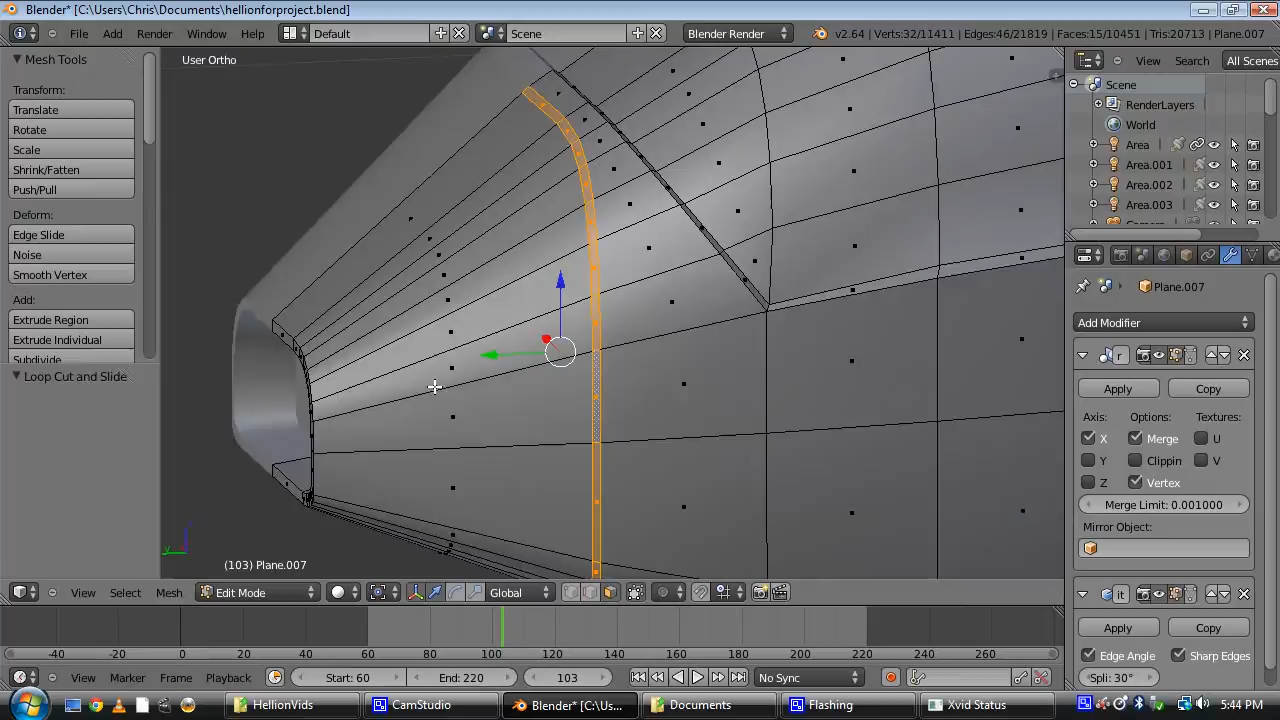 Blender* [C:\Users\Chris\Documents\hellionforproject.blend]
File Add Render Window Help Default Scene Blender Render v2.64 | Verts:32/11411 | Edges:46/21819 | Faces:15/10451 | Tris:20713 | Plane.007
Mesh Tools
Transform:
Translate
Rotate
Scale
Shrink/Fatten
Push/Pull
Deform:
Edge Slide
Noise
Smooth Vertex
Add:
Extrude Region
Extrude Individual
Subdivide
Loop Cut and Slide
User Ortho
y
(103) Plane.007
View Select Mesh Edit Mode Global
View Search All Scenes
Scene
RenderLayers
World
Area
Area.001
Area.002
Area.003
Plane.007
Add Modifier
r
Apply Copy
Axis: Options: Textures:
X Merge U
Y Clippin V
Z Vertex
Merge Limit: 0.001000
Mirror Object:
it
Apply Copy
Edge Angle Sharp Edges
Spli: 30°
-40 -20 0 20 40 60 80 100 120 140 160 180 200 220 240 260
View Marker Frame Playback Start: 60 End: 220 103 No Sync
HellionVids CamStudio Blender* [C:\Us... Documents Flashing Xvid Status 5:44 PM